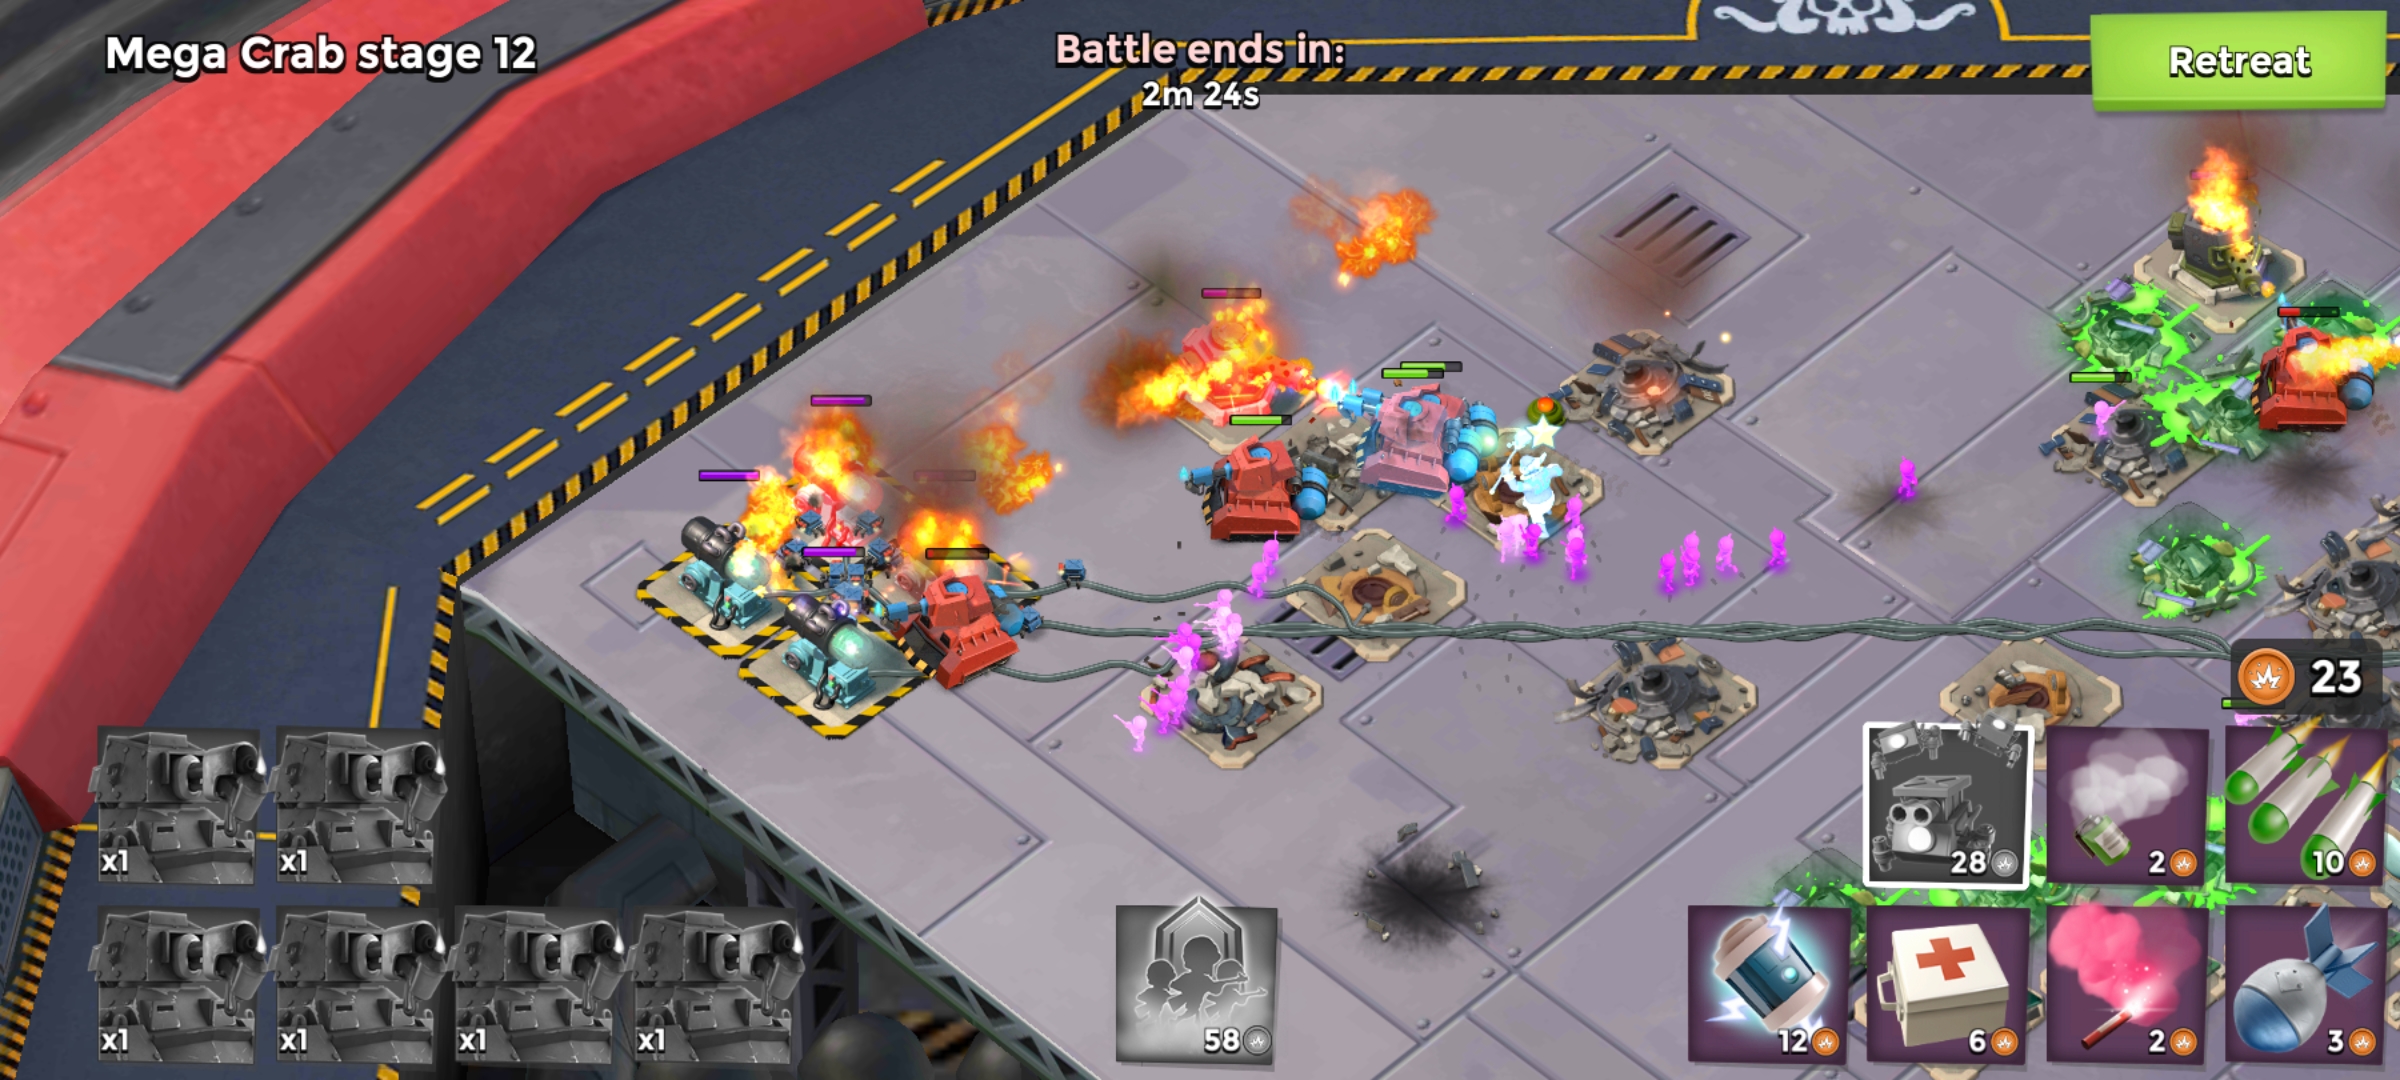 Mega Crab stage 12
Battle ends in:
2m 24s
Retreat
23
28
2
10
x1
x1
x1
x1
x1
x1
58
12
6
2
3